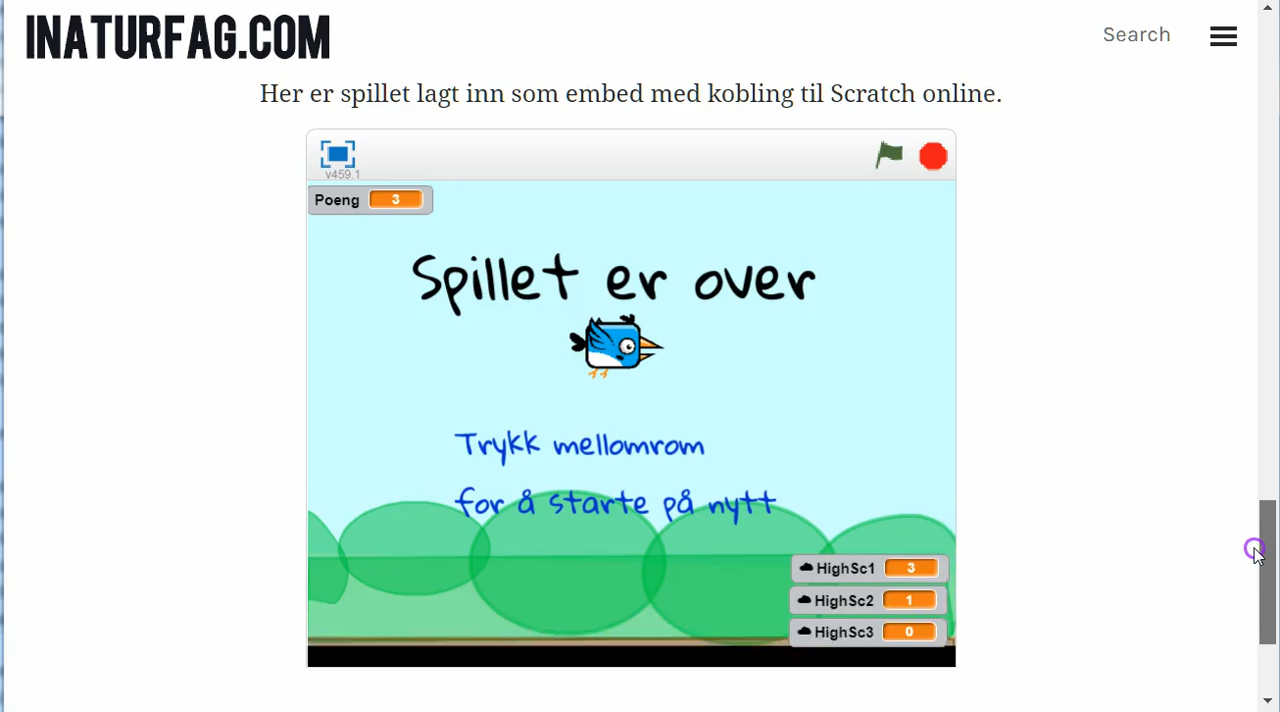 INATURFAG.COM
Search
Her er spillet lagt inn som embed med kobling til Scratch online.
v459.1
Poeng 3
Spillet er over
Trykk mellomrom
for å starte på nytt
HighSc1 3
HighSc2 1
HighSc3 0